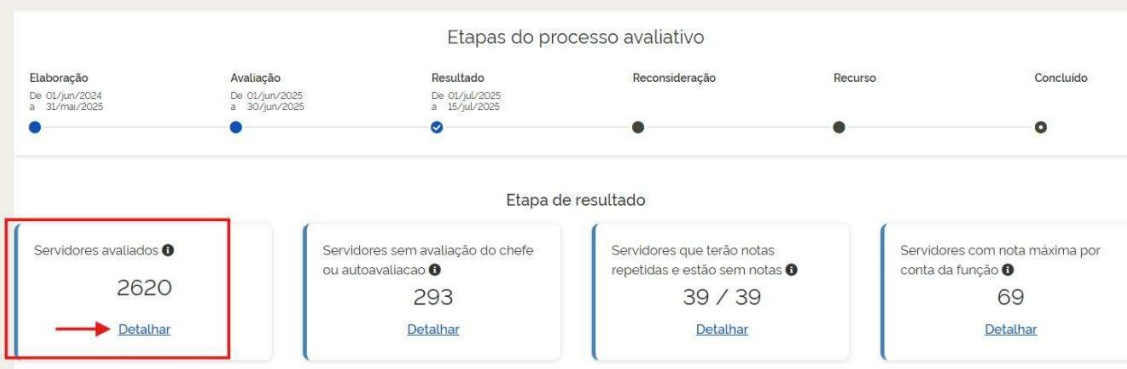 Etapas do processo avaliativo
Elaboração
De 01/jun/2024
a 31/mai/2025
Avaliação
De 01/jun/2025
a 30/jun/2025
Resultado
De 01/jul/2025
a 15/jul/2025
Reconsideração
Recurso
Concluído
Etapa de resultado
Servidores avaliados
2620
Detalhar
Servidores sem avaliação do chefe
ou autoavaliacao
293
Detalhar
Servidores que terão notas
repetidas e estão sem notas
39 / 39
Detalhar
Servidores com nota máxima por
conta da função
69
Detalhar